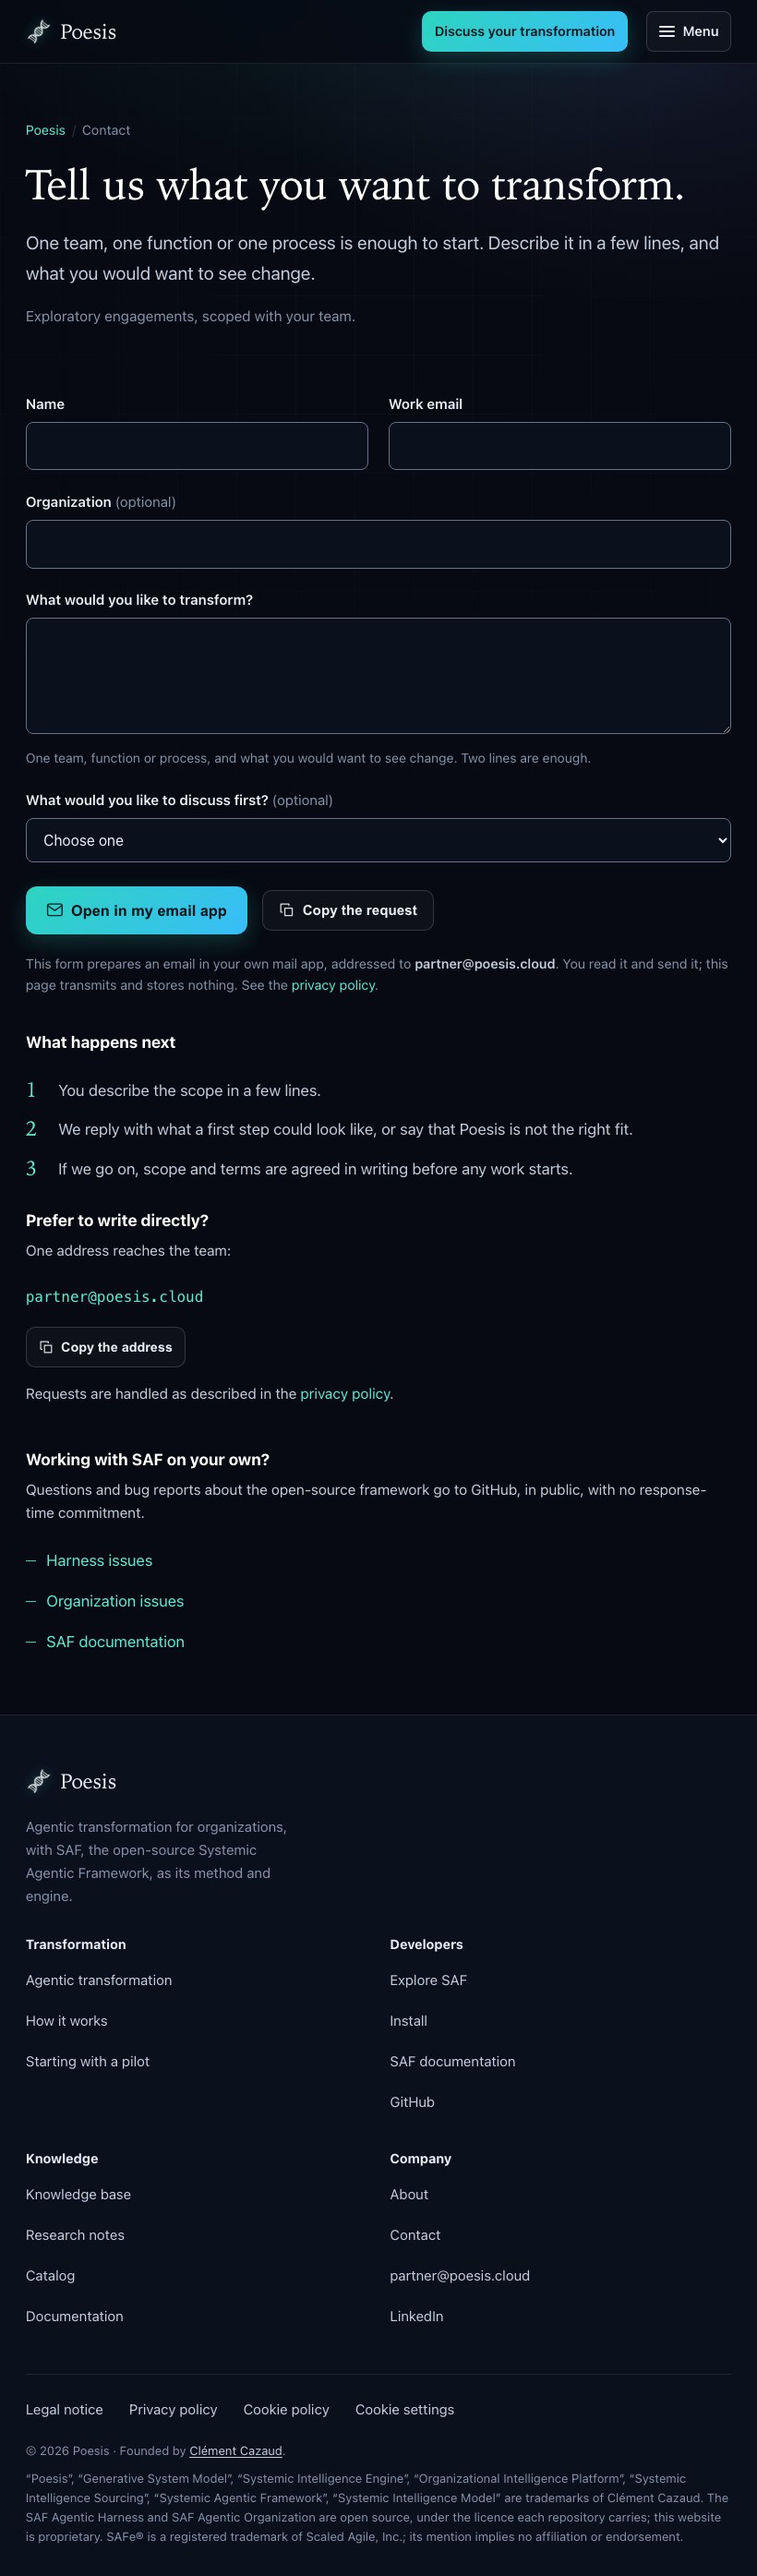 Poesis
Discuss your transformation
Menu
Poesis / Contact
Tell us what you want to transform.
One team, one function or one process is enough to start. Describe it in a few lines, and
what you would want to see change.
Exploratory engagements, scoped with your team.
Name
Work email
Organization (optional)
What would you like to transform?
One team, function or process, and what you would want to see change. Two lines are enough.
What would you like to discuss first? (optional)
Choose one
Open in my email app
Copy the request
This form prepares an email in your own mail app, addressed to partner@poesis.cloud. You read it and send it; this
page transmits and stores nothing. See the privacy policy.
What happens next
1 You describe the scope in a few lines.
2 We reply with what a first step could look like, or say that Poesis is not the right fit.
3 If we go on, scope and terms are agreed in writing before any work starts.
Prefer to write directly?
One address reaches the team:
partner@poesis.cloud
Copy the address
Requests are handled as described in the privacy policy.
Working with SAF on your own?
Questions and bug reports about the open-source framework go to GitHub, in public, with no response-
time commitment.
— Harness issues
— Organization issues
— SAF documentation
Poesis
Agentic transformation for organizations,
with SAF, the open-source Systemic
Agentic Framework, as its method and
engine.
Transformation
Agentic transformation
How it works
Starting with a pilot
Developers
Explore SAF
Install
SAF documentation
GitHub
Knowledge
Knowledge base
Research notes
Catalog
Documentation
Company
About
Contact
partner@poesis.cloud
LinkedIn
Legal notice
Privacy policy
Cookie policy
Cookie settings
© 2026 Poesis · Founded by Clément Cazaud.
“Poesis”, “Generative System Model”, “Systemic Intelligence Engine”, “Organizational Intelligence Platform”, “Systemic
Intelligence Sourcing”, “Systemic Agentic Framework”, “Systemic Intelligence Model” are trademarks of Clément Cazaud. The
SAF Agentic Harness and SAF Agentic Organization are open source, under the licence each repository carries; this website
is proprietary. SAFe® is a registered trademark of Scaled Agile, Inc.; its mention implies no affiliation or endorsement.